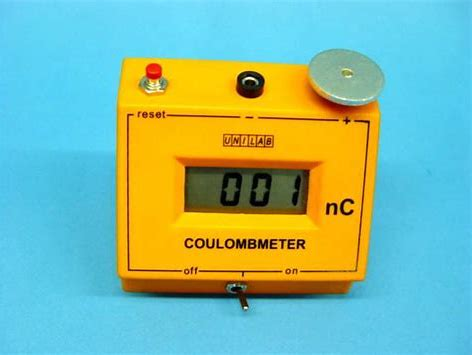 reset
− +
UNILAB
001 nC
COULOMBMETER
off on